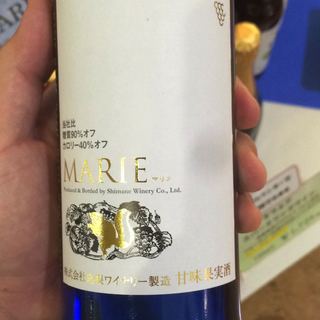 当社比
糖質90%オフ
カロリー40%オフ
MARIE マリエ
Produced & Bottled by Shimane Winery Co., Ltd.
株式会社島根ワイナリー製造 甘味果実酒